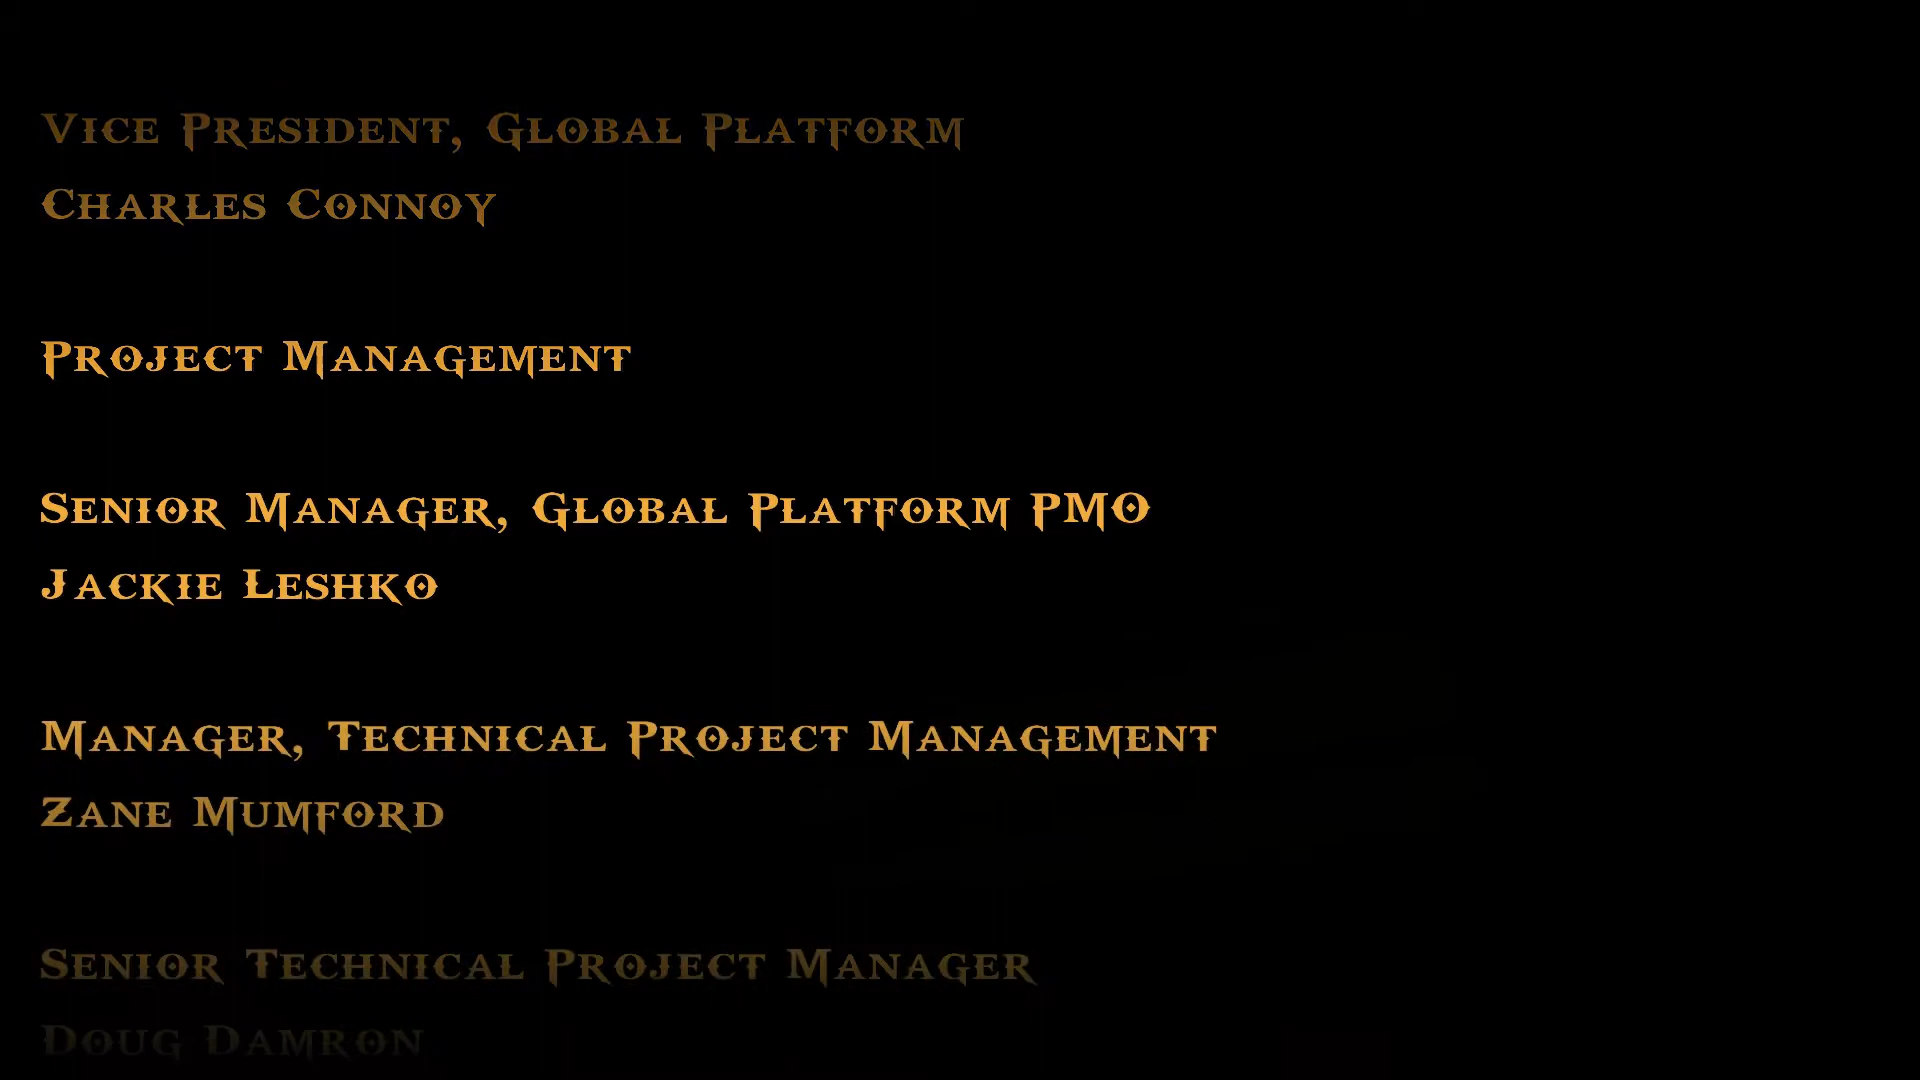 Vice President, Global Platform
Charles Connoy
Project Management
Senior Manager, Global Platform PMO
Jackie Leshko
Manager, Technical Project Management
Zane Mumford
Senior Technical Project Manager
Doug Damron